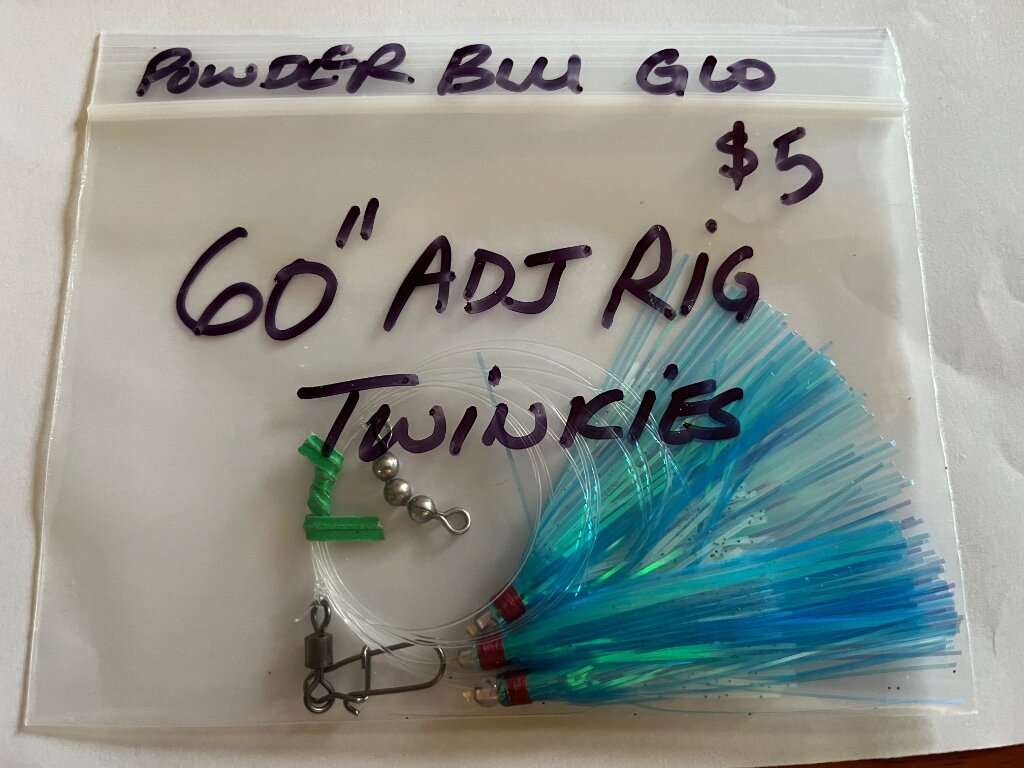 POWDER BLU GLO
$5
60" ADJ RiG
TWiNKiES